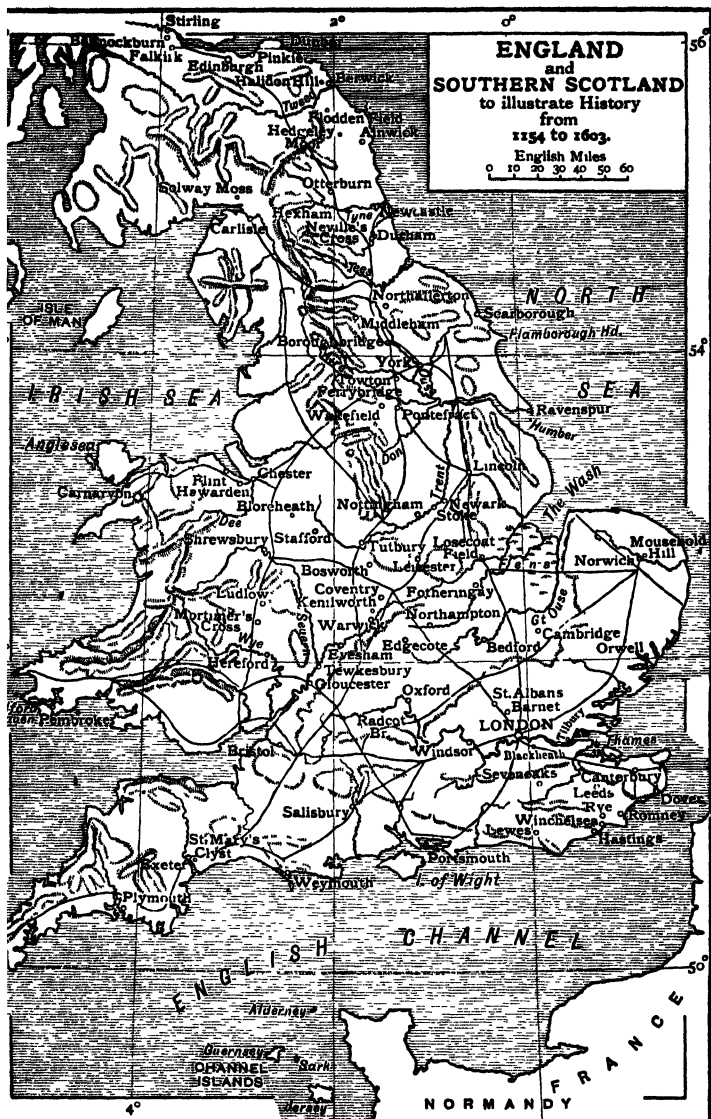 Stirling
2°
0°
56°
ENGLAND
and
SOUTHERN SCOTLAND
to illustrate History
from
1154 to 1603.
English Miles
0 10 20 30 40 50 60
Bannockburn
Falkirk
Edinburgh
Pinkie
Dunbar
Halidon Hill
Berwick
Tweed
Flodden Field
Hedgeley
Moor
Alnwick
Otterburn
Solway Moss
Hexham
Tyne
Newcastle
Carlisle
Neville's
Cross
Durham
Tees
ISLE
OF MAN
Northallerton
NORTH
Scarborough
Middleham
Flamborough Hd.
Boroughbridge
54°
York
Towton
IRISH SEA
SEA
Ferrybridge
Wakefield
Pontefract
Ravenspur
Humber
Anglesea
Don
Lincoln
Flint
Chester
Carnarvon
Hawarden
Trent
The Wash
Bloreheath
Nottingham
Newark
Stoke
Dee
Shrewsbury
Stafford
Tutbury
Losecoat
Field
Mousehold
Hill
Norwich
Bosworth
Leicester
Fens
Coventry
Fotheringay
Ludlow
Kenilworth
Gt Ouse
Mortimer's
Cross
Severn
Warwick
Northampton
Cambridge
Wye
Edgecote
Bedford
Orwell
Hereford
Evesham
Tewkesbury
Gloucester
Oxford
St. Albans
Barnet
Pembroke
Radcot
Br.
LONDON
Tilbury
Bristol
Windsor
Blackheath
Thames
Sevenoaks
Canterbury
Leeds
Dover
Salisbury
Rye
Romney
Winchelsea
St. Mary's
Clyst
Lewes
Hastings
Exeter
Portsmouth
Weymouth
I. of Wight
Plymouth
ENGLISH CHANNEL
50°
Alderney
Guernsey
Sark
CHANNEL
ISLANDS
Jersey
FRANCE
NORMANDY
4°